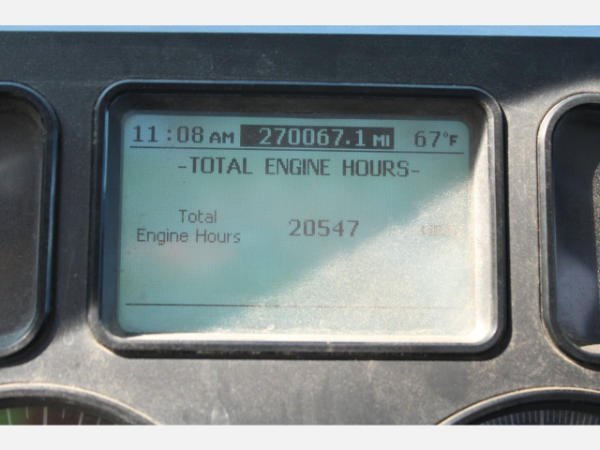 11:08 AM 270067.1 MI 67°F
-TOTAL ENGINE HOURS-
Total
Engine Hours 20547